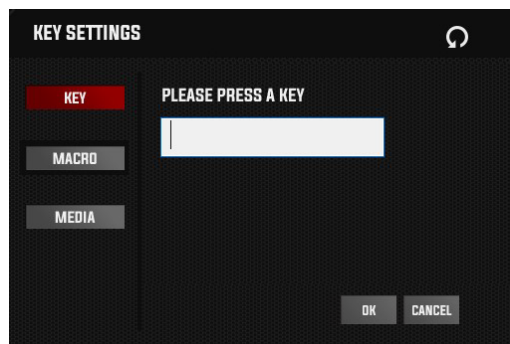 KEY SETTINGS
KEY
PLEASE PRESS A KEY
MACRO
MEDIA
OK
CANCEL